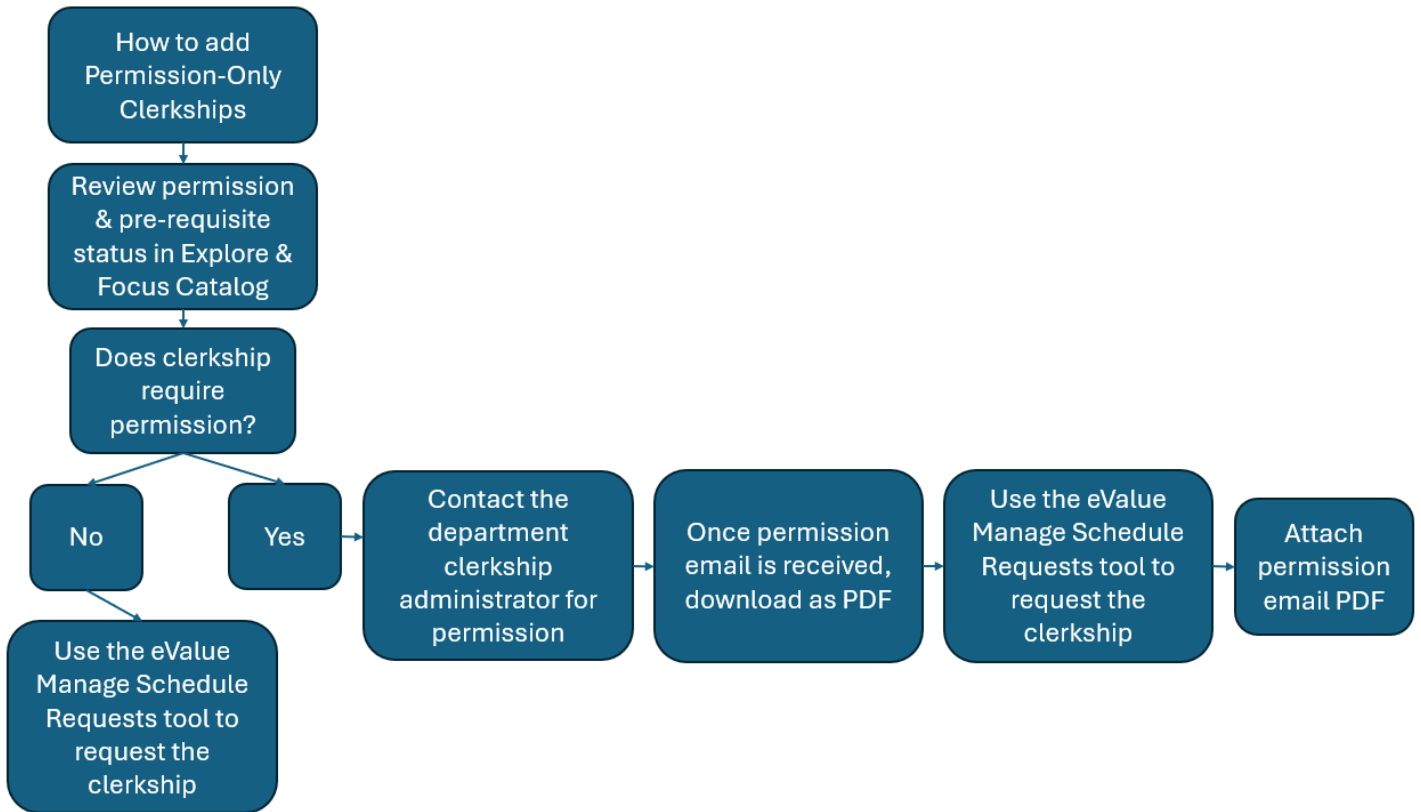 How to add
Permission-Only
Clerkships
Review permission
& pre-requisite
status in Explore &
Focus Catalog
Does clerkship
require
permission?
No
Yes
Contact the
department
clerkship
administrator for
permission
Once permission
email is received,
download as PDF
Use the eValue
Manage Schedule
Requests tool to
request the
clerkship
Attach
permission
email PDF
Use the eValue
Manage Schedule
Requests tool to
request the
clerkship